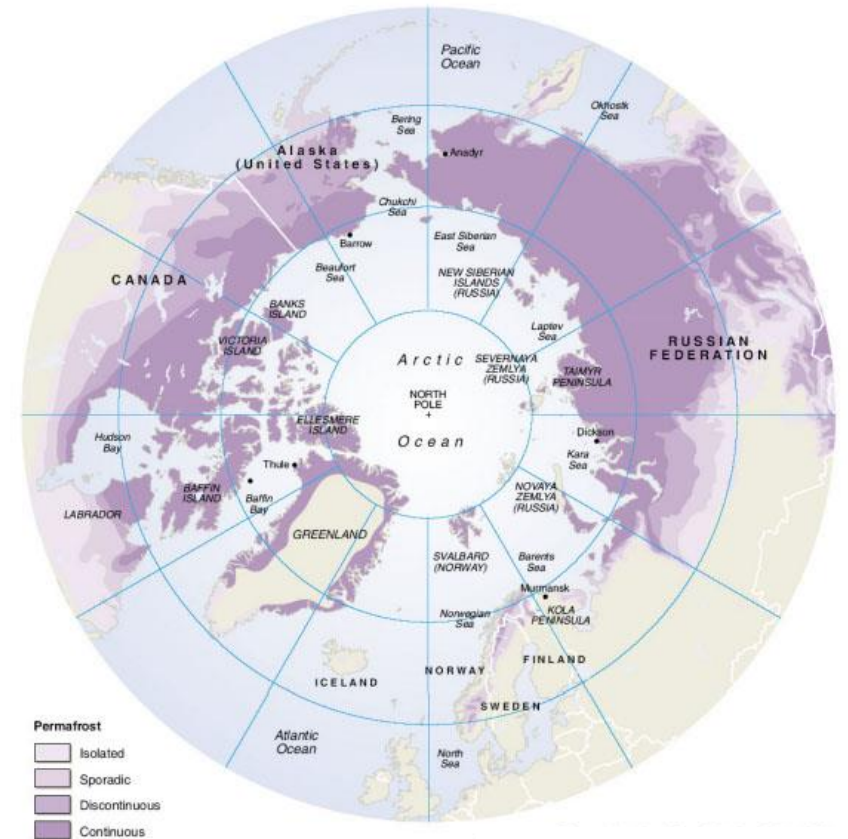 Pacific
Ocean
Okhostk
Sea
Bering
Sea
Alaska
(United States)
Anadyr
Chukchi
Sea
Barrow
East Siberian
Sea
Beaufort
Sea
NEW SIBERIAN
ISLANDS
(RUSSIA)
CANADA
BANKS
ISLAND
VICTORIA
ISLAND
Laptev
Sea
RUSSIAN
FEDERATION
Arctic
SEVERNAYA
ZEMLYA
(RUSSIA)
TAIMYR
PENINSULA
NORTH
POLE
+
Ocean
ELLESMERE
ISLAND
Hudson
Bay
Dickson
Kara
Sea
Thule
BAFFIN
ISLAND
Baffin
Bay
NOVAYA
ZEMLYA
(RUSSIA)
LABRADOR
GREENLAND
SVALBARD
(NORWAY)
Barents
Sea
Murmansk
KOLA
PENINSULA
Norwegian
Sea
FINLAND
NORWAY
ICELAND
SWEDEN
Atlantic
Ocean
North
Sea
Permafrost
Isolated
Sporadic
Discontinuous
Continuous